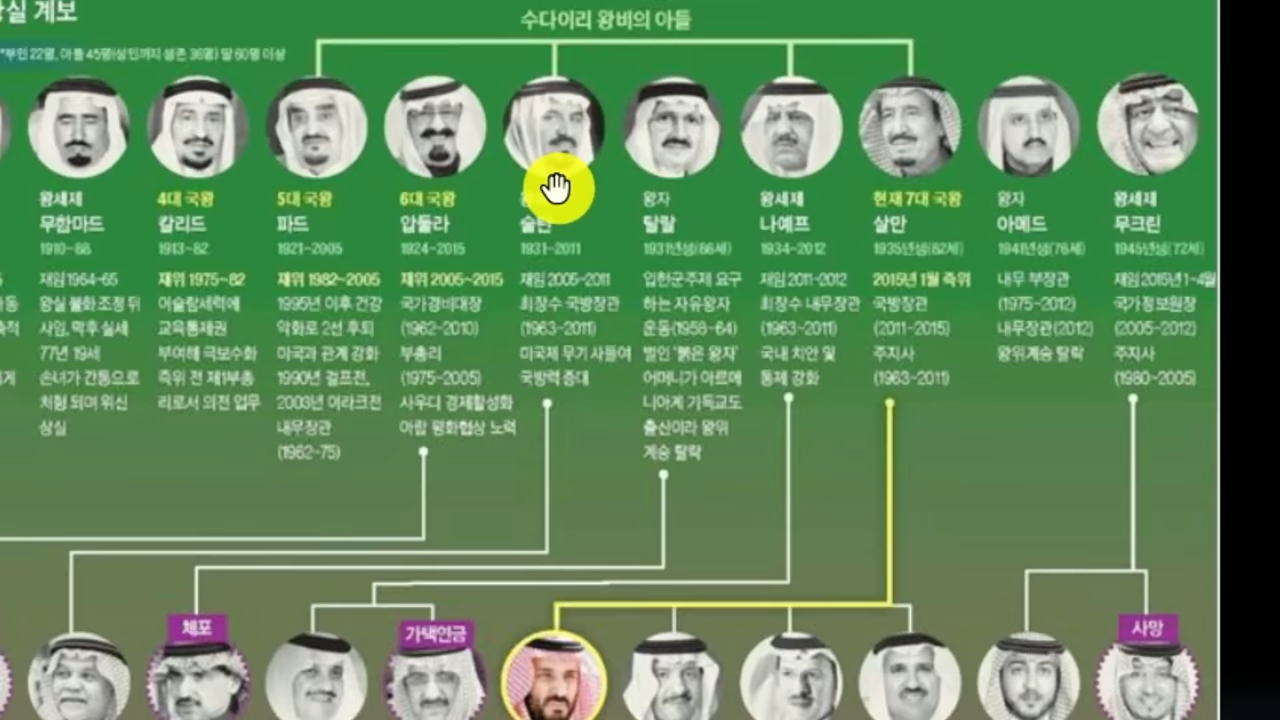 실 계보
수다이리 왕비의 아들
*부인 22명, 아들 45명(성인까지 생존 36명) 딸 60명 이상
왕세제
무함마드
1910~88
재임 1964~65
왕실 불화 조정 뒤
사임, 막후 실세
77년 19세
손녀가 간통으로
처형 되며 위신
상실
4대 국왕
칼리드
1913~82
재위 1975~82
이슬람세력에
교육통제권
부여해 극보수화
즉위 전 제1부총
리로서 의전 업무
5대 국왕
파드
1921~2005
재위 1982~2005
1995년 이후 건강
악화로 2선 후퇴
미국과 관계 강화
1990년 걸프전,
2003년 이라크전
내무장관
(1962~75)
6대 국왕
압둘라
1924~2015
재위 2005~2015
국가경비대장
(1962~2010)
부총리
(1975~2005)
사우디 경제활성화
아랍 평화협상 노력
술탄
1931~2011
재임 2005~2011
최장수 국방장관
(1963~2011)
미국제 무기 사들여
국방력 증대
왕자
탈랄
1931년생(86세)
입헌군주제 요구
하는 자유왕자
운동(1958~64)
벌인 '붉은 왕자'
어머니가 아르메
니아계 기독교도
출신이라 왕위
계승 탈락
왕세제
나예프
1934~2012
재임 2011~2012
최장수 내무장관
(1963~2011)
국내 치안 및
통제 강화
현재 7대 국왕
살만
1935년생(82세)
2015년 1월 즉위
국방장관
(2011~2015)
주지사
(1963~2011)
왕자
아메드
1941년생(76세)
내무 부장관
(1975~2012)
내무장관(2012)
왕위계승 탈락
왕세제
무크린
1945년생(72세)
재임 2015년 1~4월
국가정보원장
(2005~2012)
주지사
(1980~2005)
체포
가택연금
사망